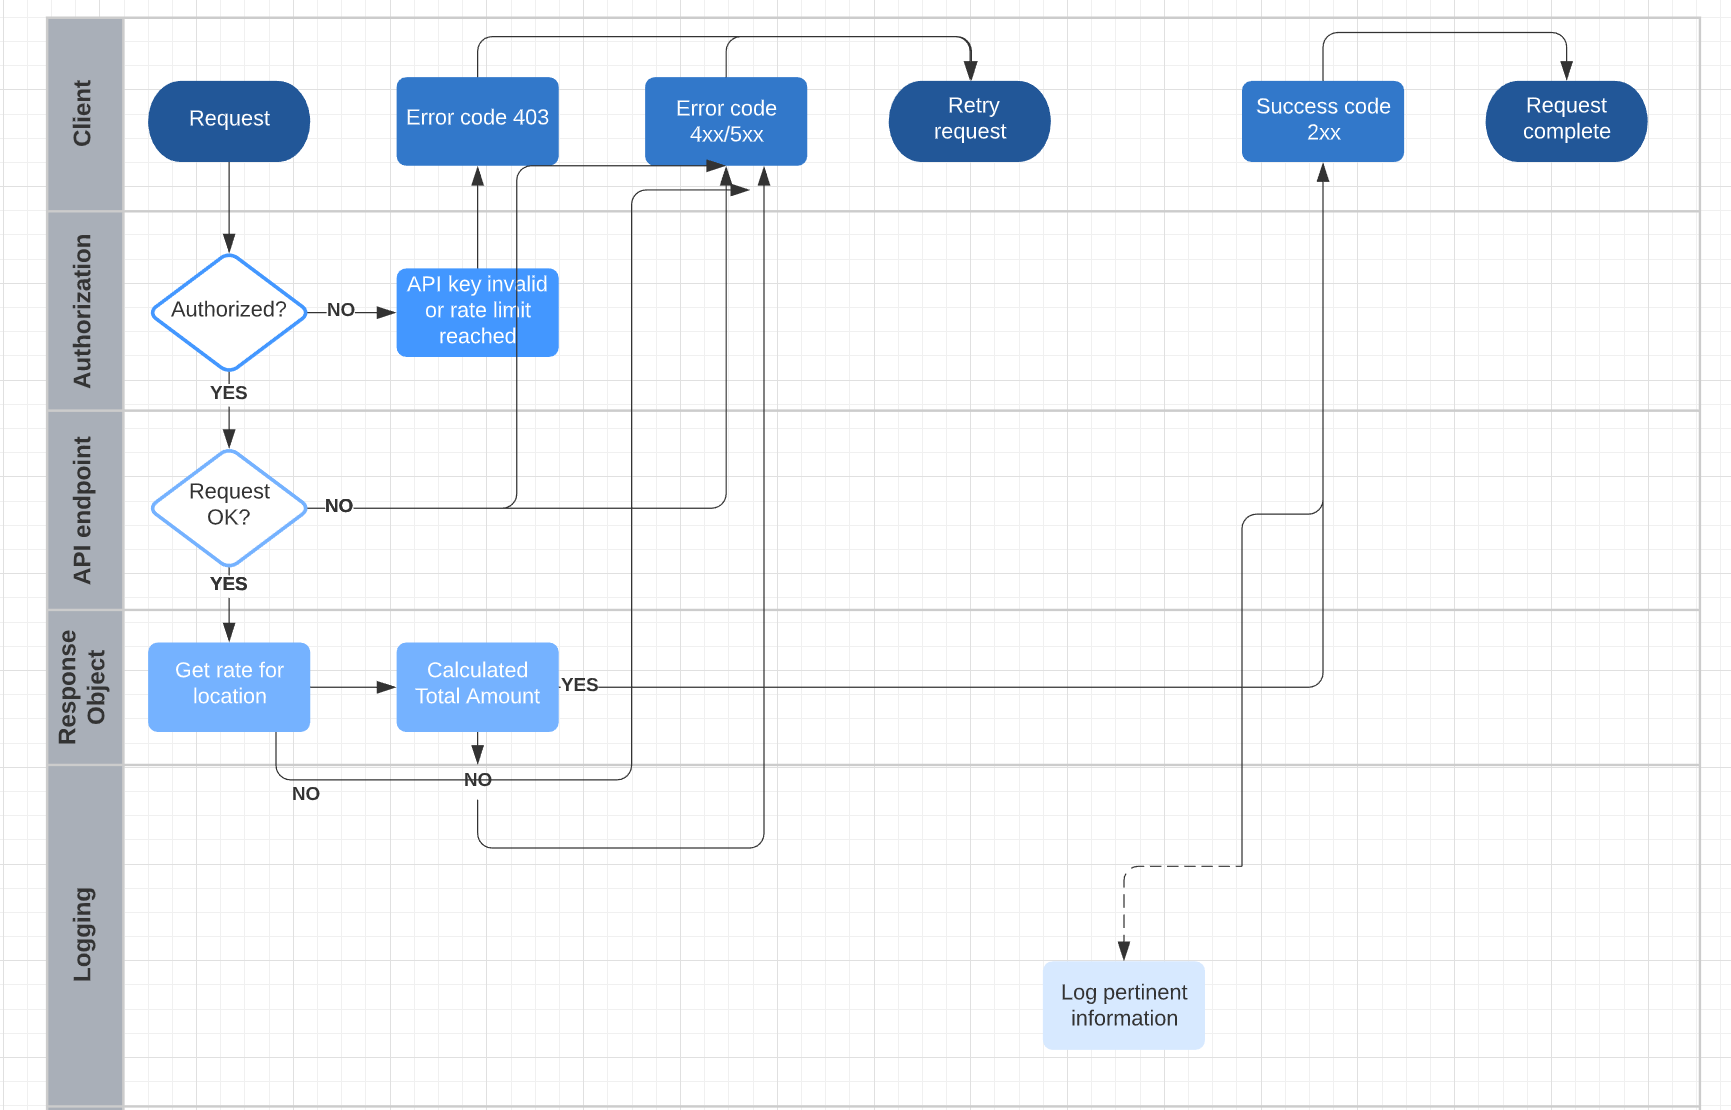 Client
Request
Error code 403
Error code
4xx/5xx
Retry
request
Success code
2xx
Request
complete
Authorization
Authorized?
NO
API key invalid
or rate limit
reached
YES
API endpoint
Request
OK?
NO
YES
Response
Object
Get rate for
location
Calculated
Total Amount
YES
NO
NO
Logging
Log pertinent
information